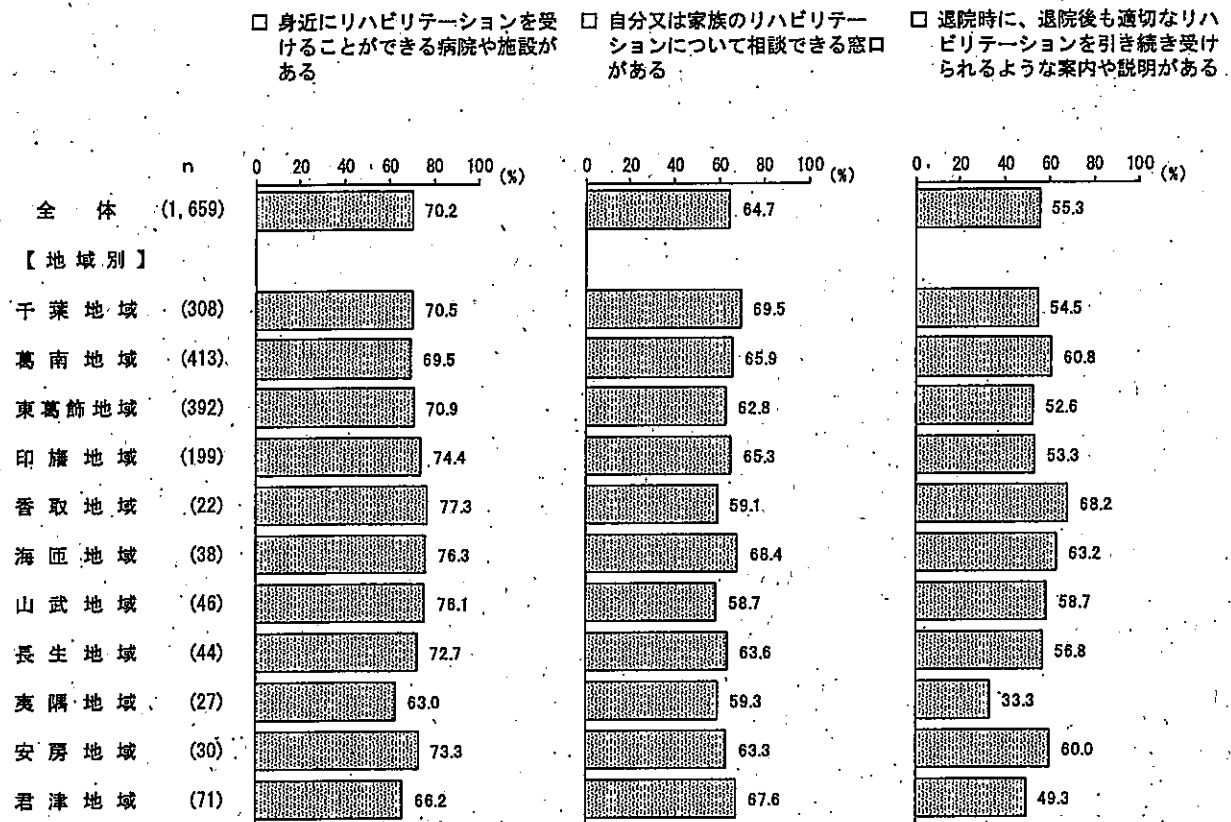 □ 身近にリハビリテーションを受
けることができる病院や施設が
ある
□ 自分又は家族のリハビリテー
ションについて相談できる窓口
がある
□ 退院時に、退院後も適切なリハ
ビリテーションを引き続き受け
られるような案内や説明がある
n 0 20 40 60 80 100 (%) 0 20 40 60 80 100 (%) 0 20 40 60 80 100 (%)
全体 (1,659) 70.2 64.7 55.3
【地域別】
千葉地域 (308) 70.5 69.5 54.5
葛南地域 (413) 69.5 65.9 60.8
東葛飾地域 (392) 70.9 62.8 52.6
印旛地域 (199) 74.4 65.3 53.3
香取地域 (22) 77.3 59.1 68.2
海匝地域 (38) 76.3 68.4 63.2
山武地域 (46) 76.1 58.7 58.7
長生地域 (44) 72.7 63.6 56.8
夷隅地域 (27) 63.0 59.3 33.3
安房地域 (30) 73.3 63.3 60.0
君津地域 (71) 66.2 67.6 49.3